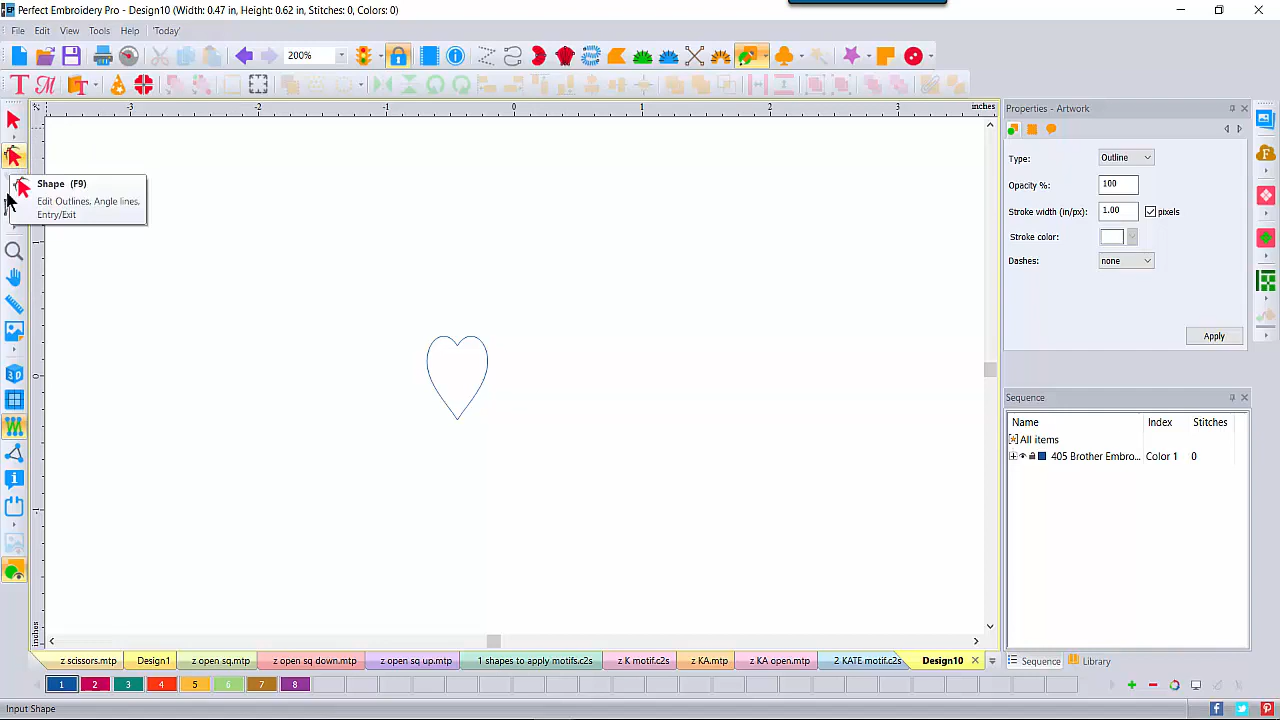 Perfect Embroidery Pro - Design10 (Width: 0.47 in, Height: 0.62 in, Stitches: 0, Colors: 0)
File Edit View Tools Help 'Today'
200%
-3 -2 -1 0 1 2 3 inches
Shape (F9)
Edit Outlines, Angle lines, Entry/Exit
0
inches
Properties - Artwork
Type: Outline
Opacity %: 100
Stroke width (in/px): 1.00 pixels
Stroke color:
Dashes: none
Apply
Sequence
Name Index Stitches
All items
405 Brother Embro... Color 1 0
Sequence Library
z scissors.mtp Design1 z open sq.mtp z open sq down.mtp z open sq up.mtp 1 shapes to apply motifs.c2s z K motif.c2s z KA.mtp z KA open.mtp 2 KATE motif.c2s Design10
1 2 3 4 5 6 7 8
Input Shape